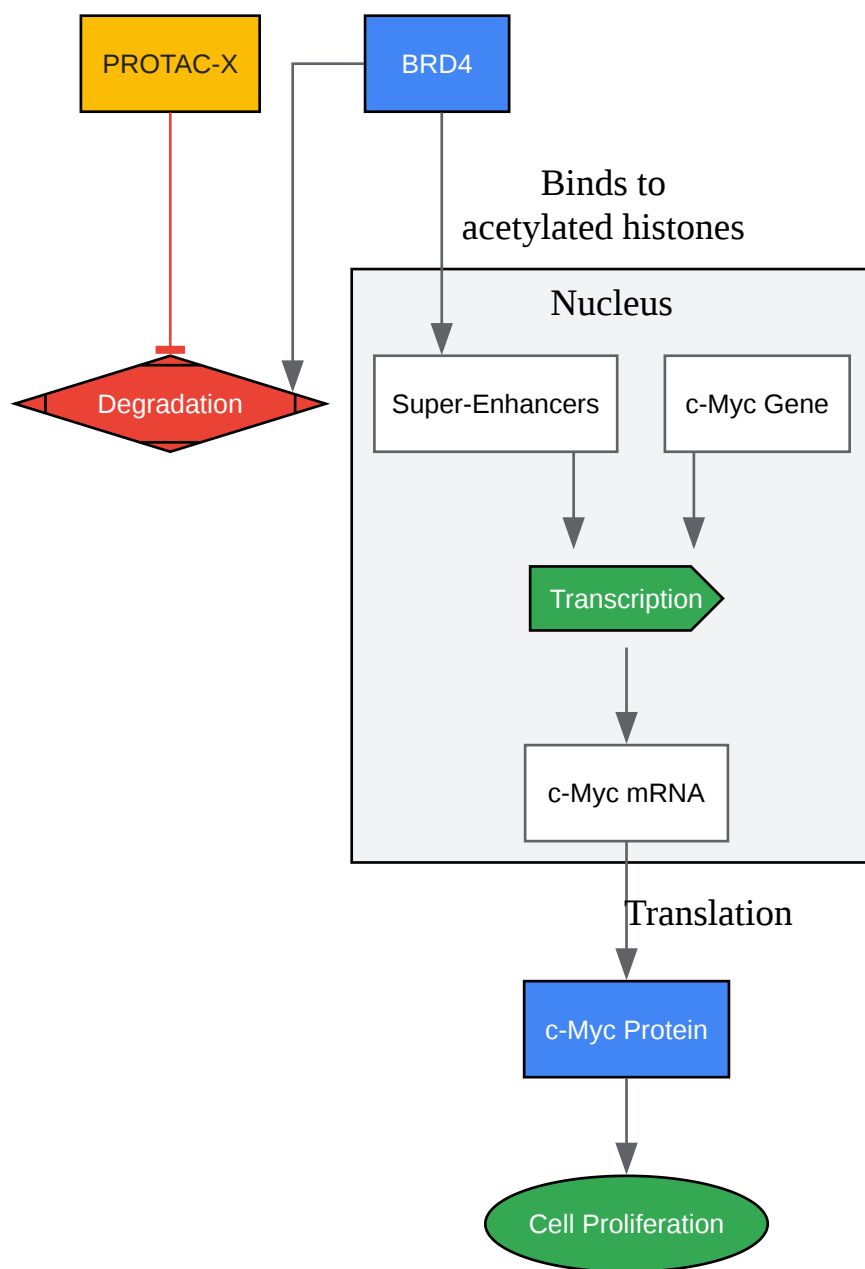 PROTAC-X
BRD4
Binds to
acetylated histones
Nucleus
Degradation
Super-Enhancers
c-Myc Gene
Transcription
c-Myc mRNA
Translation
c-Myc Protein
Cell Proliferation